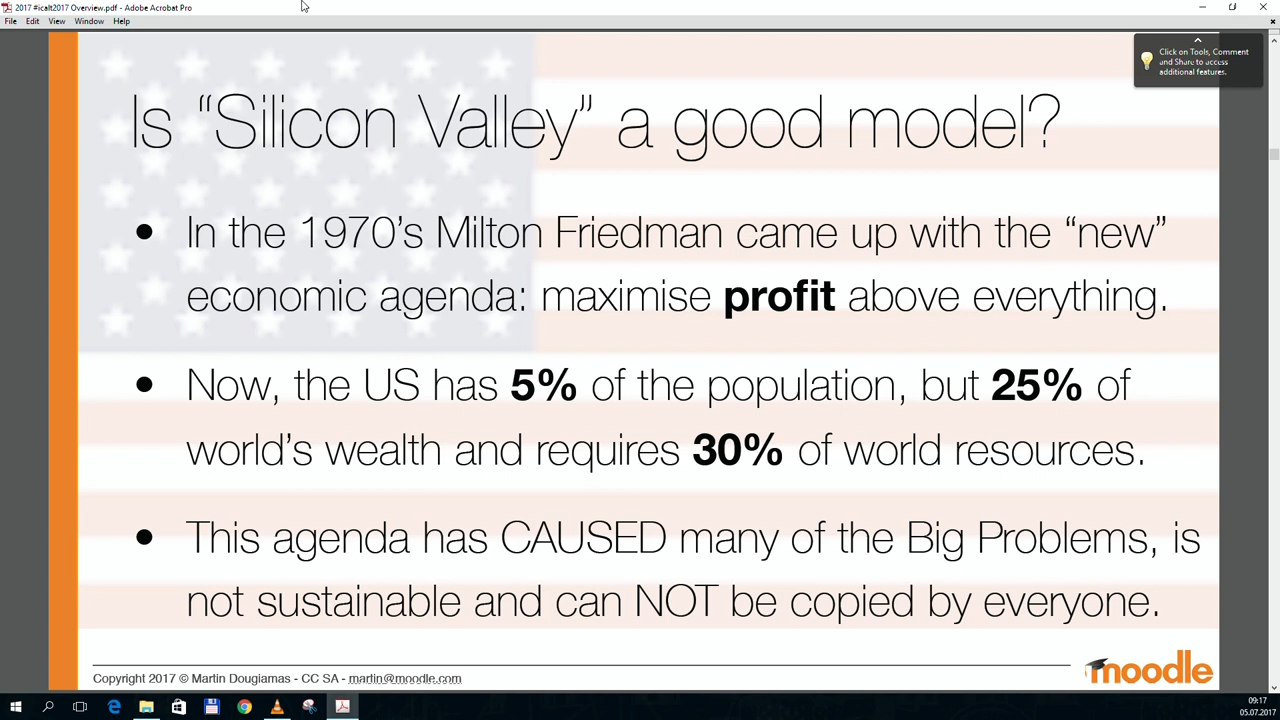 2017 #icalt2017 Overview.pdf - Adobe Acrobat Pro
File Edit View Window Help
Click on Tools, Comment
and Share to access
additional features.
Is “Silicon Valley” a good model?
• In the 1970’s Milton Friedman came up with the “new”
economic agenda: maximise profit above everything.
• Now, the US has 5% of the population, but 25% of
world’s wealth and requires 30% of world resources.
• This agenda has CAUSED many of the Big Problems, is
not sustainable and can NOT be copied by everyone.
Copyright 2017 © Martin Dougiamas - CC SA - martin@moodle.com
moodle
09:17
05.07.2017